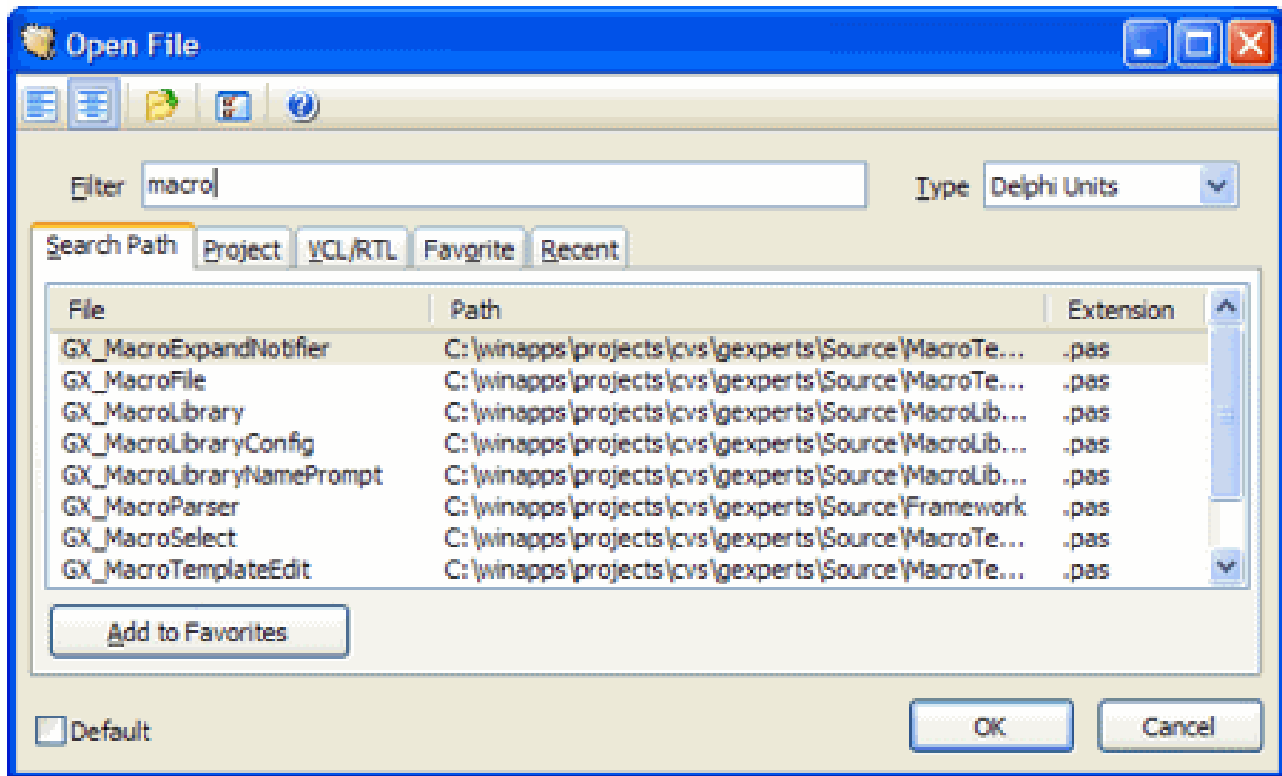 Open File
Filter macro Type Delphi Units
Search Path Project VCL/RTL Favorite Recent
File Path Extension
GX_MacroExpandNotifier C:\winapps\projects\cvs\gexperts\Source\MacroTe... .pas
GX_MacroFile C:\winapps\projects\cvs\gexperts\Source\MacroTe... .pas
GX_MacroLibrary C:\winapps\projects\cvs\gexperts\Source\MacroLib... .pas
GX_MacroLibraryConfig C:\winapps\projects\cvs\gexperts\Source\MacroLib... .pas
GX_MacroLibraryNamePrompt C:\winapps\projects\cvs\gexperts\Source\MacroLib... .pas
GX_MacroParser C:\winapps\projects\cvs\gexperts\Source\Framework .pas
GX_MacroSelect C:\winapps\projects\cvs\gexperts\Source\MacroTe... .pas
GX_MacroTemplateEdit C:\winapps\projects\cvs\gexperts\Source\MacroTe... .pas
Add to Favorites
Default OK Cancel